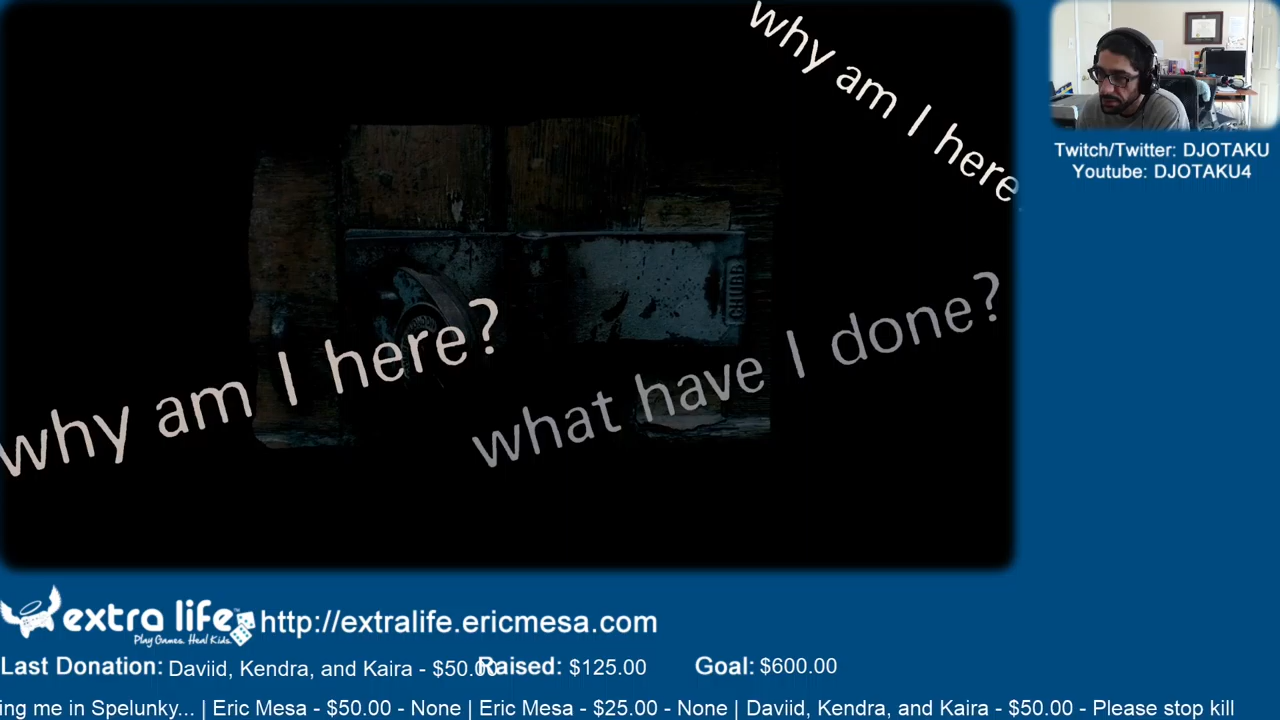 why am I here
Twitch/Twitter: DJOTAKU
Youtube: DJOTAKU4
CHUBB
why am I here?
what have I done?
extra life
Play Games. Heal Kids.
http://extralife.ericmesa.com
Last Donation: Daviid, Kendra, and Kaira - $50.00 Raised: $125.00 Goal: $600.00
ing me in Spelunky... | Eric Mesa - $50.00 - None | Eric Mesa - $25.00 - None | Daviid, Kendra, and Kaira - $50.00 - Please stop kill